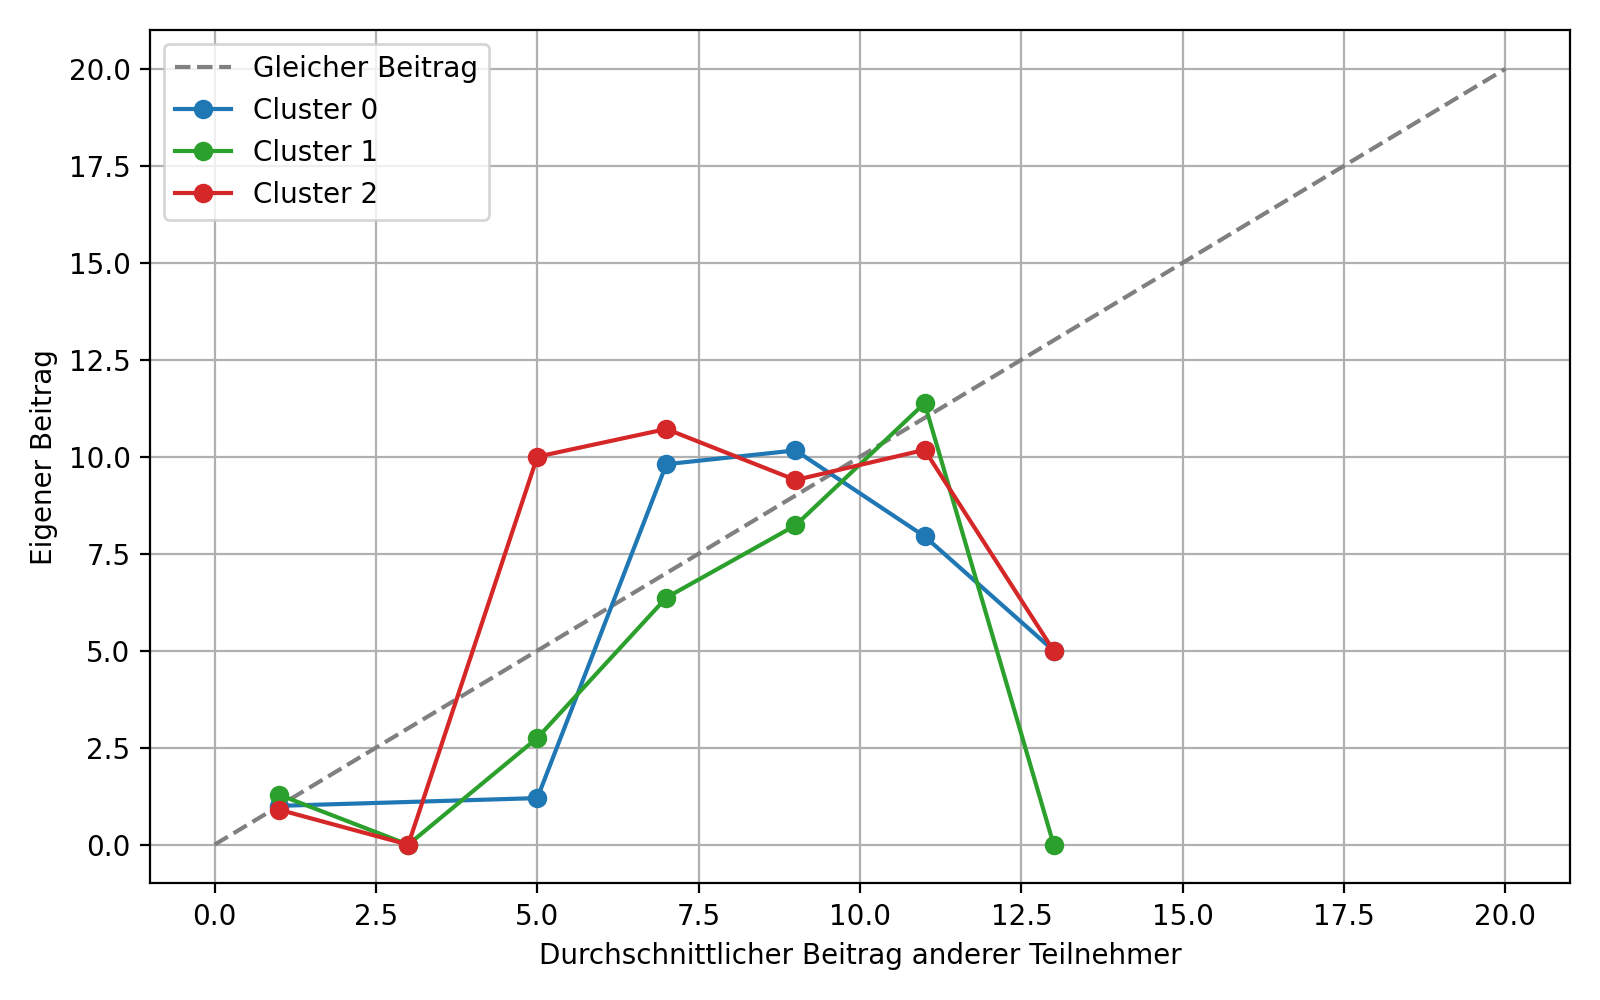 Gleicher Beitrag
Cluster 0
Cluster 1
Cluster 2
20.0
17.5
15.0
12.5
10.0
7.5
5.0
2.5
0.0
Eigener Beitrag
0.0 2.5 5.0 7.5 10.0 12.5 15.0 17.5 20.0
Durchschnittlicher Beitrag anderer Teilnehmer